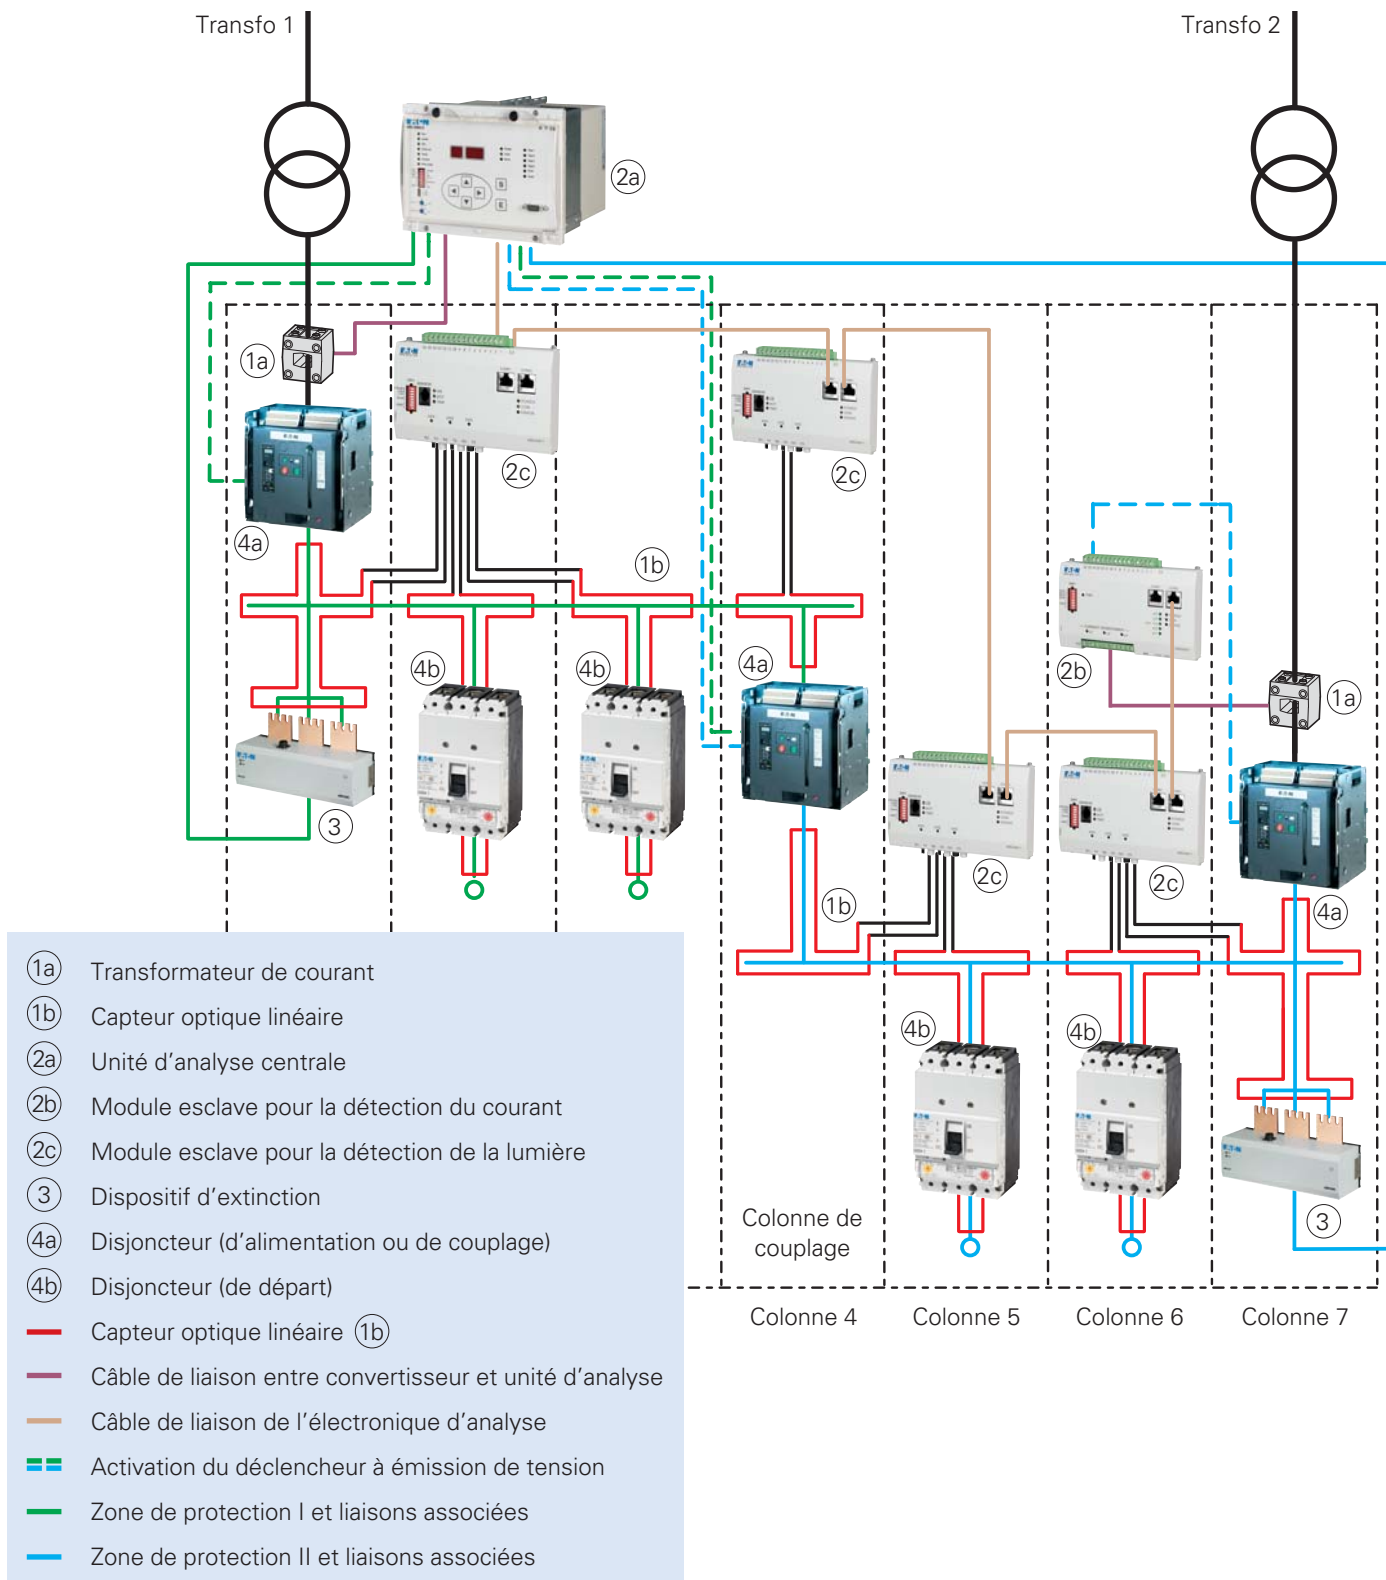 Transfo 1
Transfo 2
2a
1a
2c
2c
4a
1b
2b
4b
4b
4a
1a
3
2c
2c
1b
4a
4b
4b
3
Colonne de
couplage
Colonne 4
Colonne 5
Colonne 6
Colonne 7
1a Transformateur de courant
1b Capteur optique linéaire
2a Unité d’analyse centrale
2b Module esclave pour la détection du courant
2c Module esclave pour la détection de la lumière
3 Dispositif d’extinction
4a Disjoncteur (d’alimentation ou de couplage)
4b Disjoncteur (de départ)
Capteur optique linéaire 1b
Câble de liaison entre convertisseur et unité d’analyse
Câble de liaison de l’électronique d’analyse
Activation du déclencheur à émission de tension
Zone de protection I et liaisons associées
Zone de protection II et liaisons associées